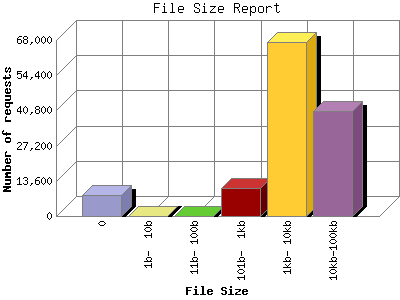 File Size Report
Number of requests
68,000
54,400
40,800
27,200
13,600
0
0
1b- 10b
11b- 100b
101b- 1kb
1kb- 10kb
10kb-100kb
File Size